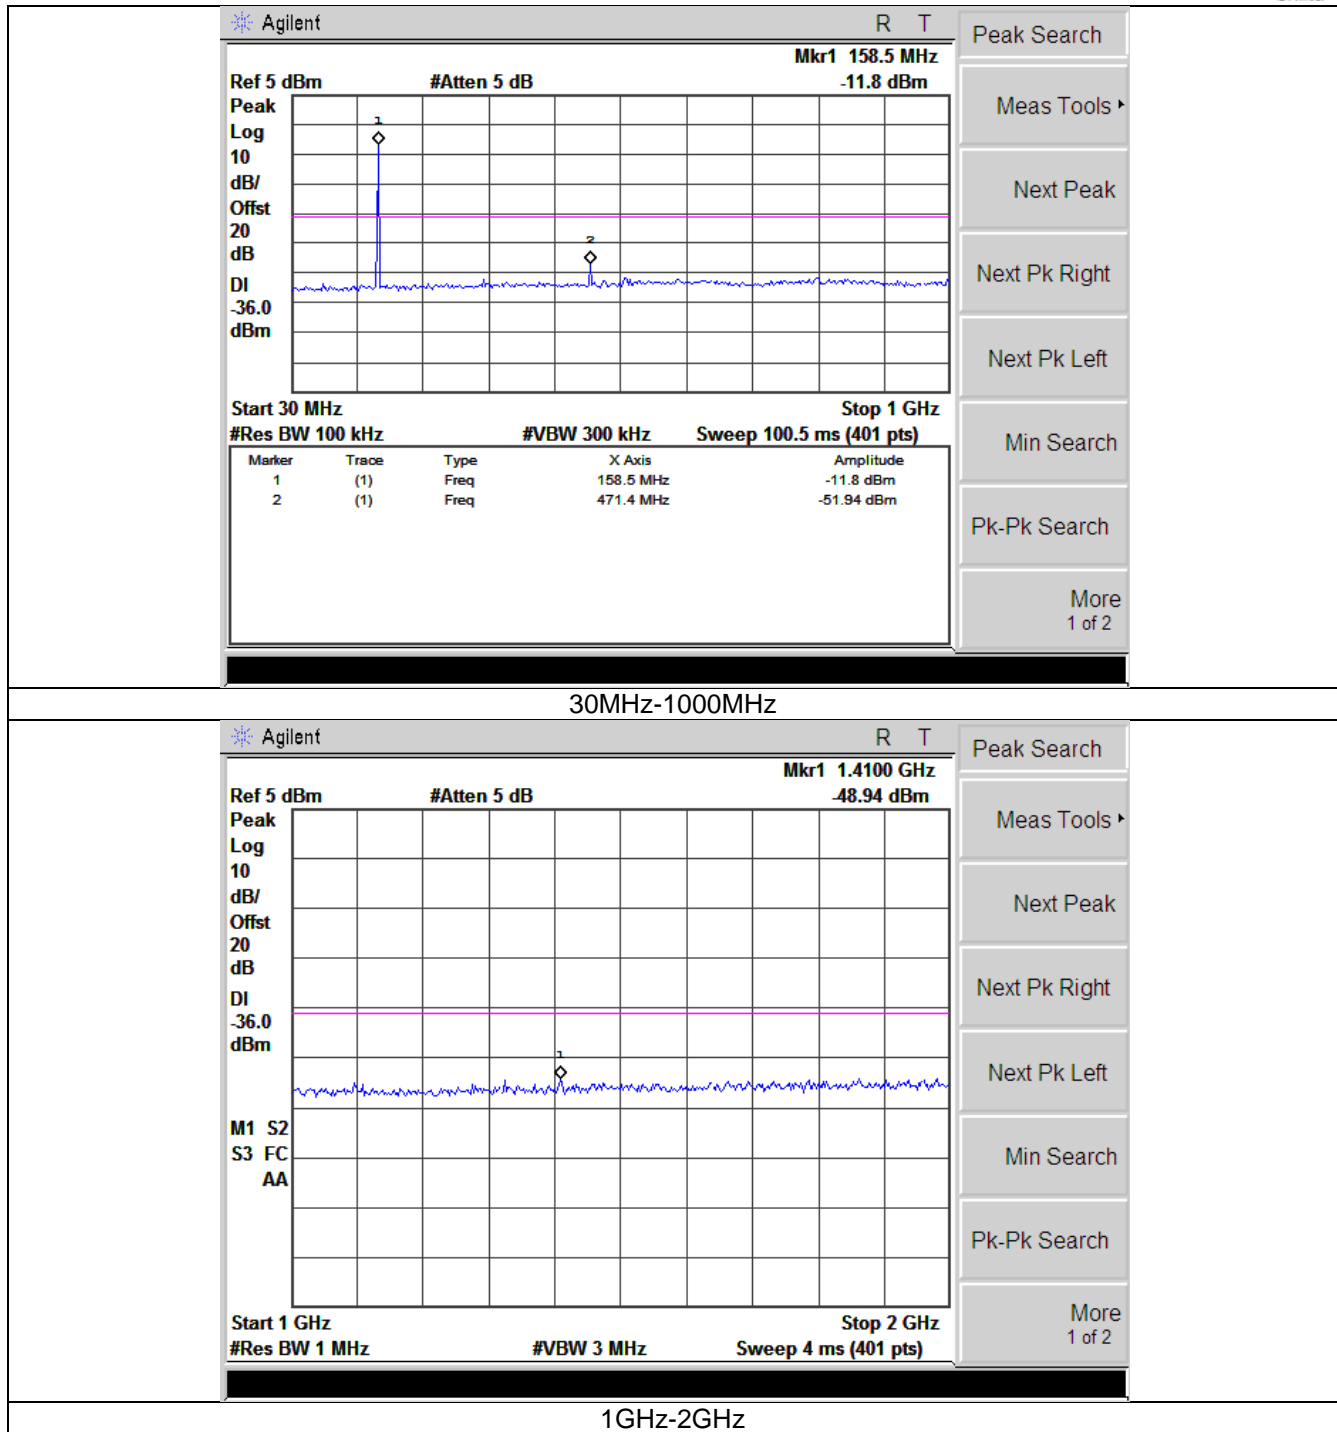 Agilent R T
Peak Search
Mkr1 158.5 MHz
Ref 5 dBm #Atten 5 dB -11.8 dBm
Peak
Log
10
dB/
Offst
20
dB
DI
-36.0
dBm
1
2
Start 30 MHz Stop 1 GHz
#Res BW 100 kHz #VBW 300 kHz Sweep 100.5 ms (401 pts)
Marker Trace Type X Axis Amplitude
1 (1) Freq 158.5 MHz -11.8 dBm
2 (1) Freq 471.4 MHz -51.94 dBm
Meas Tools
Next Peak
Next Pk Right
Next Pk Left
Min Search
Pk-Pk Search
More
1 of 2
30MHz-1000MHz
Agilent R T
Peak Search
Mkr1 1.4100 GHz
Ref 5 dBm #Atten 5 dB -48.94 dBm
Peak
Log
10
dB/
Offst
20
dB
DI
-36.0
dBm
1
M1 S2
S3 FC
AA
Start 1 GHz Stop 2 GHz
#Res BW 1 MHz #VBW 3 MHz Sweep 4 ms (401 pts)
Meas Tools
Next Peak
Next Pk Right
Next Pk Left
Min Search
Pk-Pk Search
More
1 of 2
1GHz-2GHz